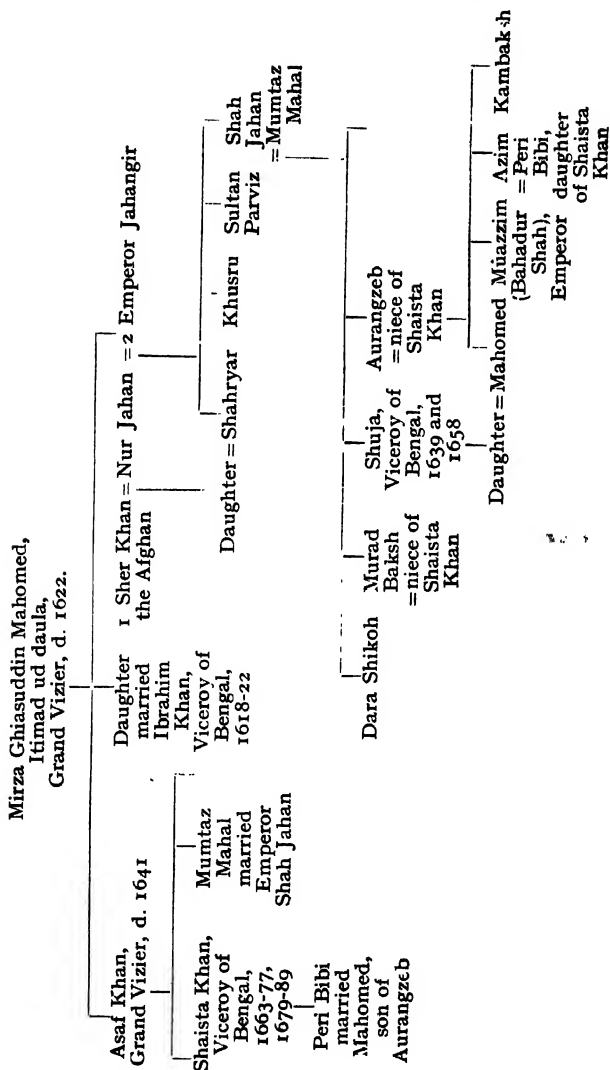 Mirza Ghiasuddin Mahomed,
Itimad ud daula,
Grand Vizier, d. 1622.
Asaf Khan,
Grand Vizier, d. 1641
Daughter
married
Ibrahim
Khan,
Viceroy of
Bengal,
1618-22
1 Sher Khan = Nur Jahan = 2 Emperor Jahangir
the Afghan
Shaista Khan,
Viceroy of
Bengal,
1663-77,
1679-89
Mumtaz
Mahal
married
Emperor
Shah Jahan
Daughter = Shahryar
Khusru
Sultan
Parviz
Shah
Jahan
= Mumtaz
Mahal
Peri Bibi
married
Mahomed,
son of
Aurangzeb
Dara Shikoh
Murad
Baksh
= niece of
Shaista
Khan
Shuja,
Viceroy of
Bengal,
1639 and
1658
Aurangzeb
= niece of
Shaista
Khan
Daughter = Mahomed
Muazzim
(Bahadur
Shah),
Emperor
Azim
= Peri
Bibi,
daughter
of Shaista
Khan
Kambaksh